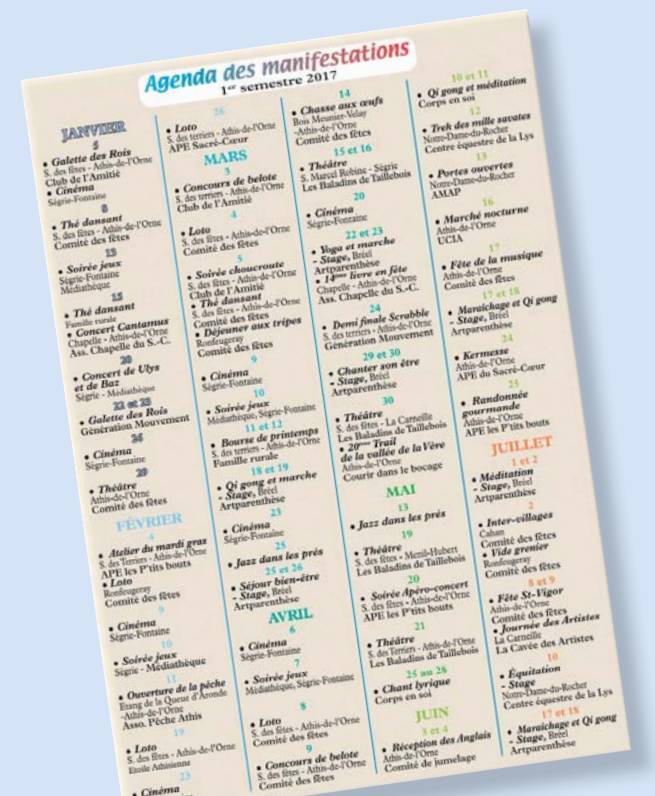 Agenda des manifestations
1er semestre 2017
JANVIER
5
• Galette des Rois
S. des fêtes - Athis-de-l'Orne
Club de l'Amitié
• Cinéma
Ségrie-Fontaine
8
• Thé dansant
S. des fêtes - Athis-de-l'Orne
Comité des fêtes
13
• Soirée jeux
Ségrie-Fontaine
Médiathèque
15
• Thé dansant
Famille rurale
• Concert Cantamus
Chapelle - Athis-de-l'Orne
Ass. Chapelle du S.-C.
20
• Concert de Ulys
et de Baz
Ségrie - Médiathèque
22 et 23
• Galette des Rois
Génération Mouvement
26
• Cinéma
Ségrie-Fontaine
29
• Théâtre
Athis-de-l'Orne
Comité des fêtes
FÉVRIER
4
• Atelier du mardi gras
S. des Terriers - Athis-de-l'Orne
APE les P'tits bouts
• Loto
Ronfeugeray
Comité des fêtes
9
• Cinéma
Ségrie-Fontaine
10
• Soirée jeux
Ségrie - Médiathèque
11
• Ouverture de la pêche
Etang de la Queue d'Aronde
-Athis-de-l'Orne
Asso. Pêche Athis
19
• Loto
S. des fêtes - Athis-de-l'Orne
Etoile Athisienne
23
• Cinéma
26
• Loto
S. des terriers - Athis-de-l'Orne
APE Sacré-Cœur
MARS
3
• Concours de belote
S. des terriers - Athis-de-l'Orne
Club de l'Amitié
4
• Loto
S. des fêtes - Athis-de-l'Orne
Comité des fêtes
5
• Soirée choucroute
S. des fêtes - Athis-de-l'Orne
Club de l'Amitié
• Thé dansant
S. des fêtes - Athis-de-l'Orne
Comité des fêtes
• Déjeuner aux tripes
Ronfeugeray
Comité des fêtes
9
• Cinéma
Ségrie-Fontaine
10
• Soirée jeux
Médiathèque, Ségrie-Fontaine
11 et 12
• Bourse de printemps
S. des terriers - Athis-de-l'Orne
Famille rurale
18 et 19
• Qi gong et marche
- Stage, Bréel
Artparenthèse
23
• Cinéma
Ségrie-Fontaine
25
• Jazz dans les prés
25 et 26
• Séjour bien-être
- Stage, Bréel
Artparenthèse
AVRIL
6
• Cinéma
Ségrie-Fontaine
7
• Soirée jeux
Médiathèque, Ségrie-Fontaine
8
• Loto
S. des fêtes - Athis-de-l'Orne
Comité des fêtes
9
• Concours de belote
S. des fêtes - Athis-de-l'Orne
Comité des fêtes
14
• Chasse aux œufs
Bois Meunier-Velay
-Athis-de-l'Orne
Comité des fêtes
15 et 16
• Théâtre
S. Marcel Robine - Ségrie
Les Baladins de Taillebois
20
• Cinéma
Ségrie-Fontaine
22 et 23
• Yoga et marche
- Stage, Bréel
Artparenthèse
• 14ème livre en fête
Chapelle - Athis-de-l'Orne
Ass. Chapelle du S.-C.
24
• Demi finale Scrabble
S. des terriers - Athis-de-l'Orne
Génération Mouvement
29 et 30
• Chanter son être
- Stage, Bréel
Artparenthèse
30
• Théâtre
S. des fêtes - La Carneille
Les Baladins de Taillebois
• 20ème Trail
de la vallée de la Vère
Athis-de-l'Orne
Courir dans le bocage
MAI
13
• Jazz dans les prés
19
• Théâtre
S. des fêtes - Mesnil-Hubert
Les Baladins de Taillebois
20
• Soirée Apéro-concert
S. des fêtes - Athis-de-l'Orne
APE les P'tits bouts
21
• Théâtre
S. des Terriers - Athis-de-l'Orne
Les Baladins de Taillebois
25 au 28
• Chant lyrique
Corps en soi
JUIN
3 et 4
• Réception des Anglais
Athis-de-l'Orne
Comité de jumelage
10 et 11
• Qi gong et méditation
Corps en soi
12
• Trek des mille savates
Notre-Dame-du-Rocher
Centre équestre de la Lys
13
• Portes ouvertes
Notre-Dame-du-Rocher
AMAP
16
• Marché nocturne
Athis-de-l'Orne
UCIA
17
• Fête de la musique
Athis-de-l'Orne
Comité des fêtes
17 et 18
• Maraichage et Qi gong
- Stage, Bréel
Artparenthèse
24
• Kermesse
Athis-de-l'Orne
APE du Sacré-Cœur
25
• Randonnée
gourmande
Athis-de-l'Orne
APE les P'tits bouts
JUILLET
1 et 2
• Méditation
- Stage, Bréel
Artparenthèse
2
• Inter-villages
Cahan
Comité des fêtes
• Vide grenier
Ronfeugeray
Comité des fêtes
8 et 9
• Fête St-Vigor
Athis-de-l'Orne
Comité des fêtes
• Journée des Artistes
La Carneille
La Cavée des Artistes
10
• Équitation
- Stage
Notre-Dame-du-Rocher
Centre équestre de la Lys
17 et 18
• Maraichage et Qi gong
- Stage, Bréel
Artparenthèse